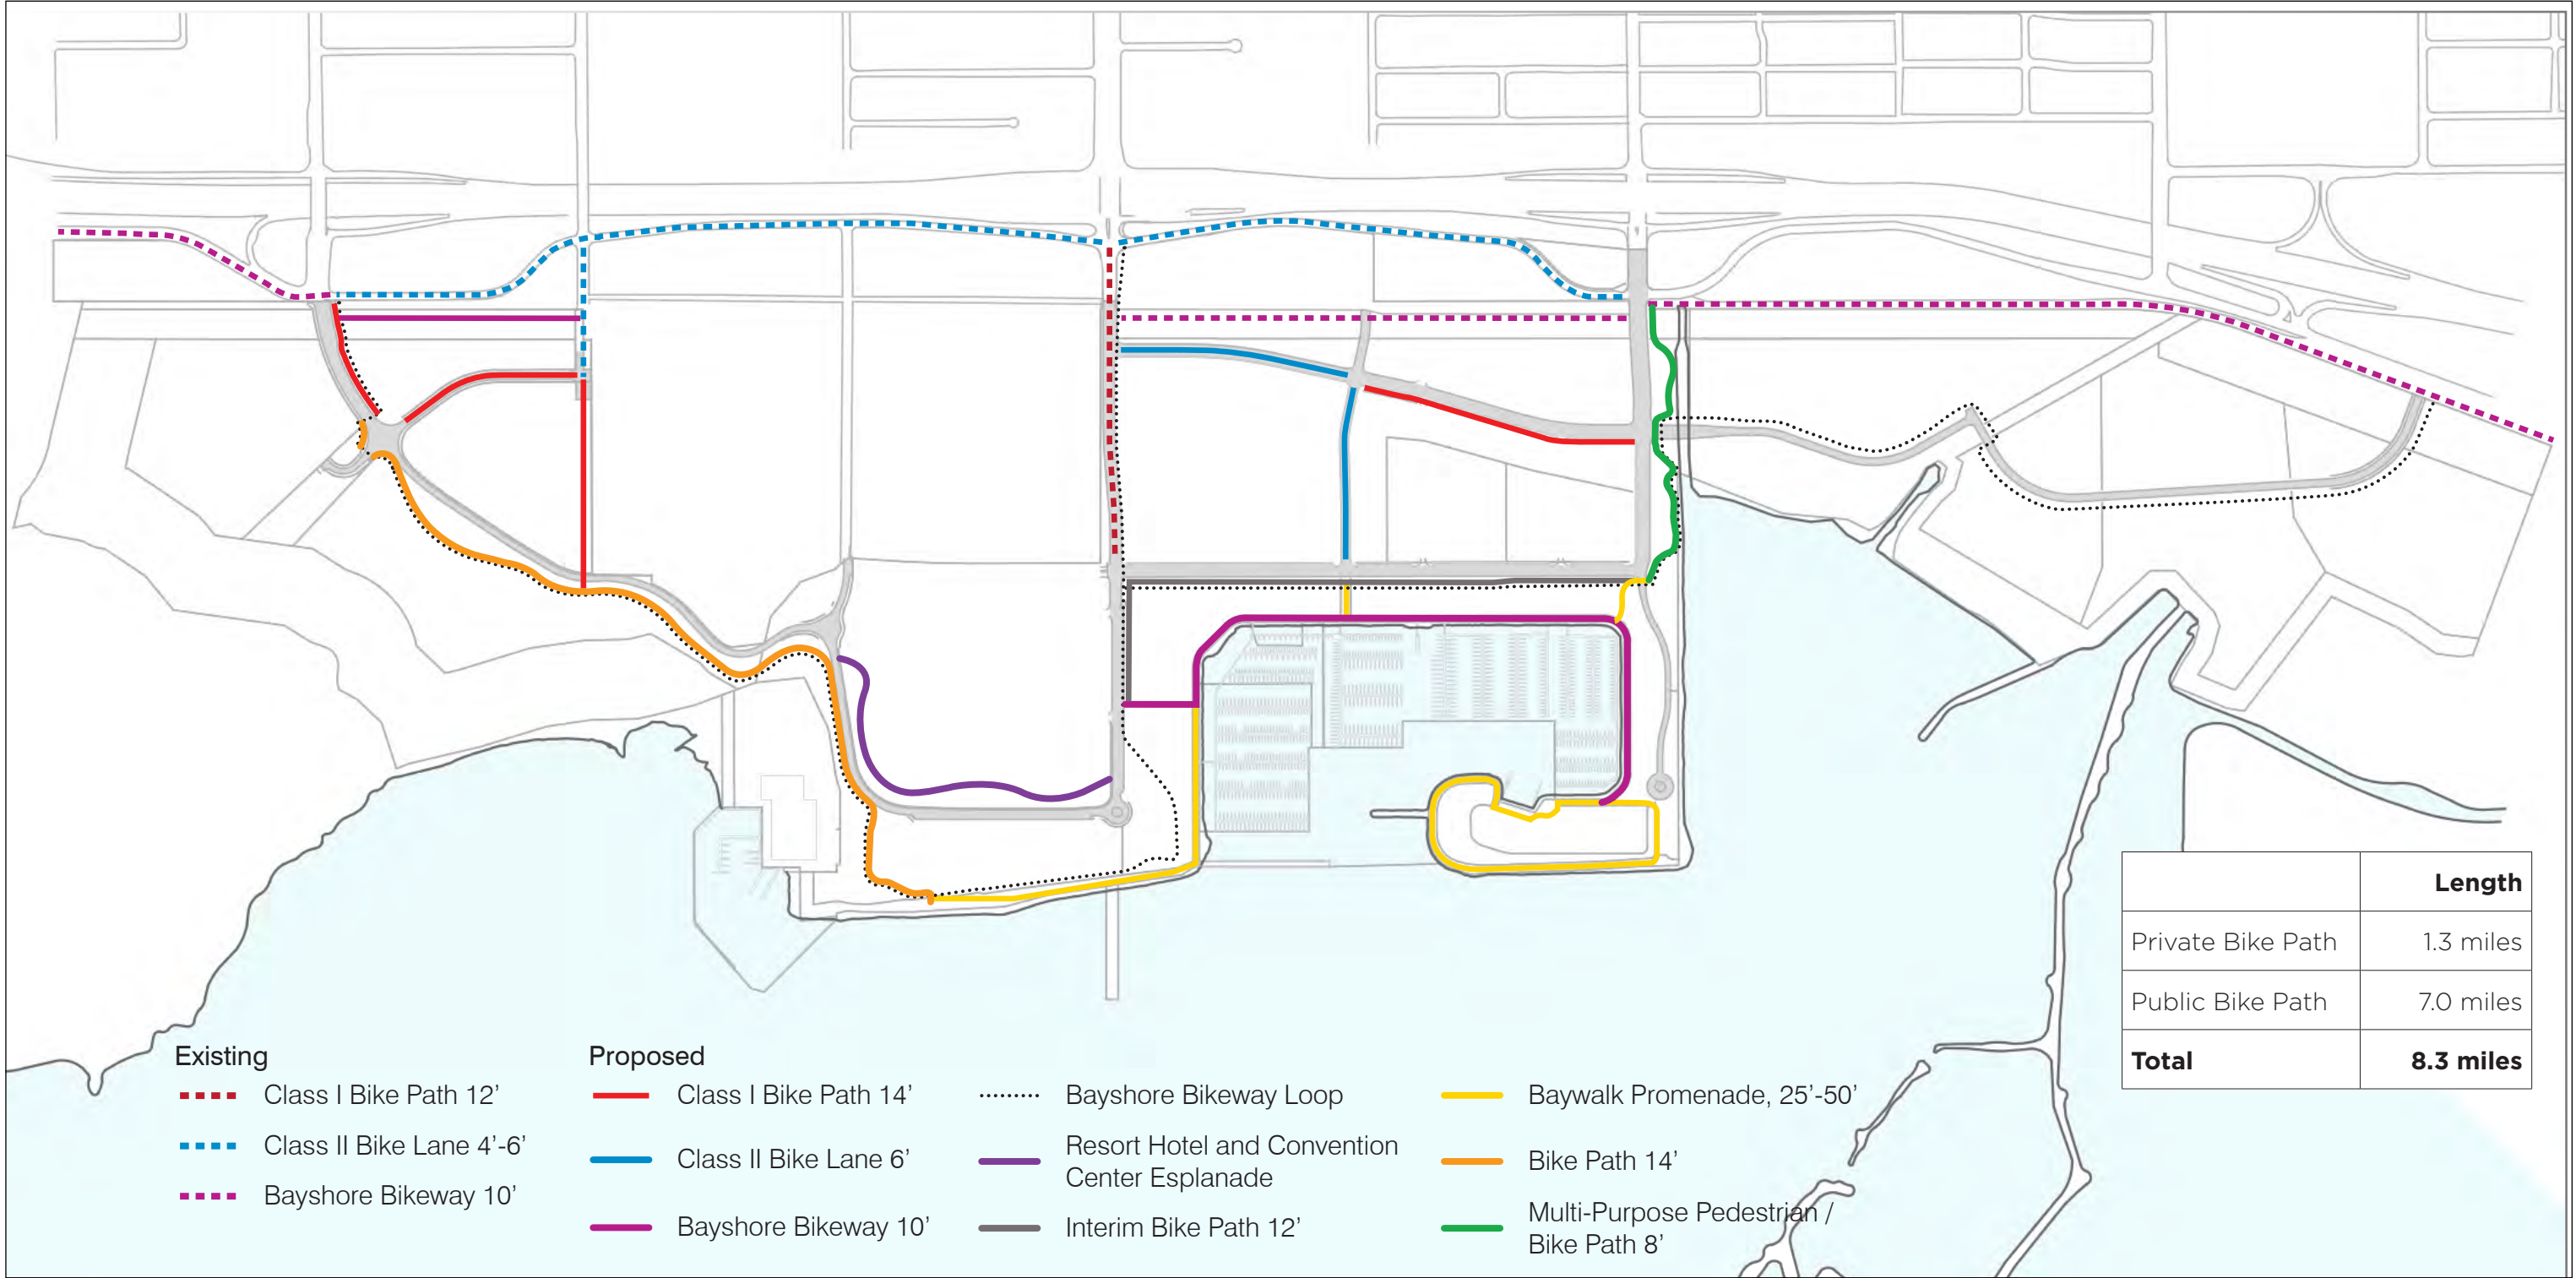 Length
Private Bike Path 1.3 miles
Public Bike Path 7.0 miles
Total 8.3 miles
Existing
Class I Bike Path 12’
Class II Bike Lane 4’-6’
Bayshore Bikeway 10’
Proposed
Class I Bike Path 14’
Class II Bike Lane 6’
Bayshore Bikeway 10’
Bayshore Bikeway Loop
Resort Hotel and Convention
Center Esplanade
Interim Bike Path 12’
Baywalk Promenade, 25’-50’
Bike Path 14’
Multi-Purpose Pedestrian /
Bike Path 8’